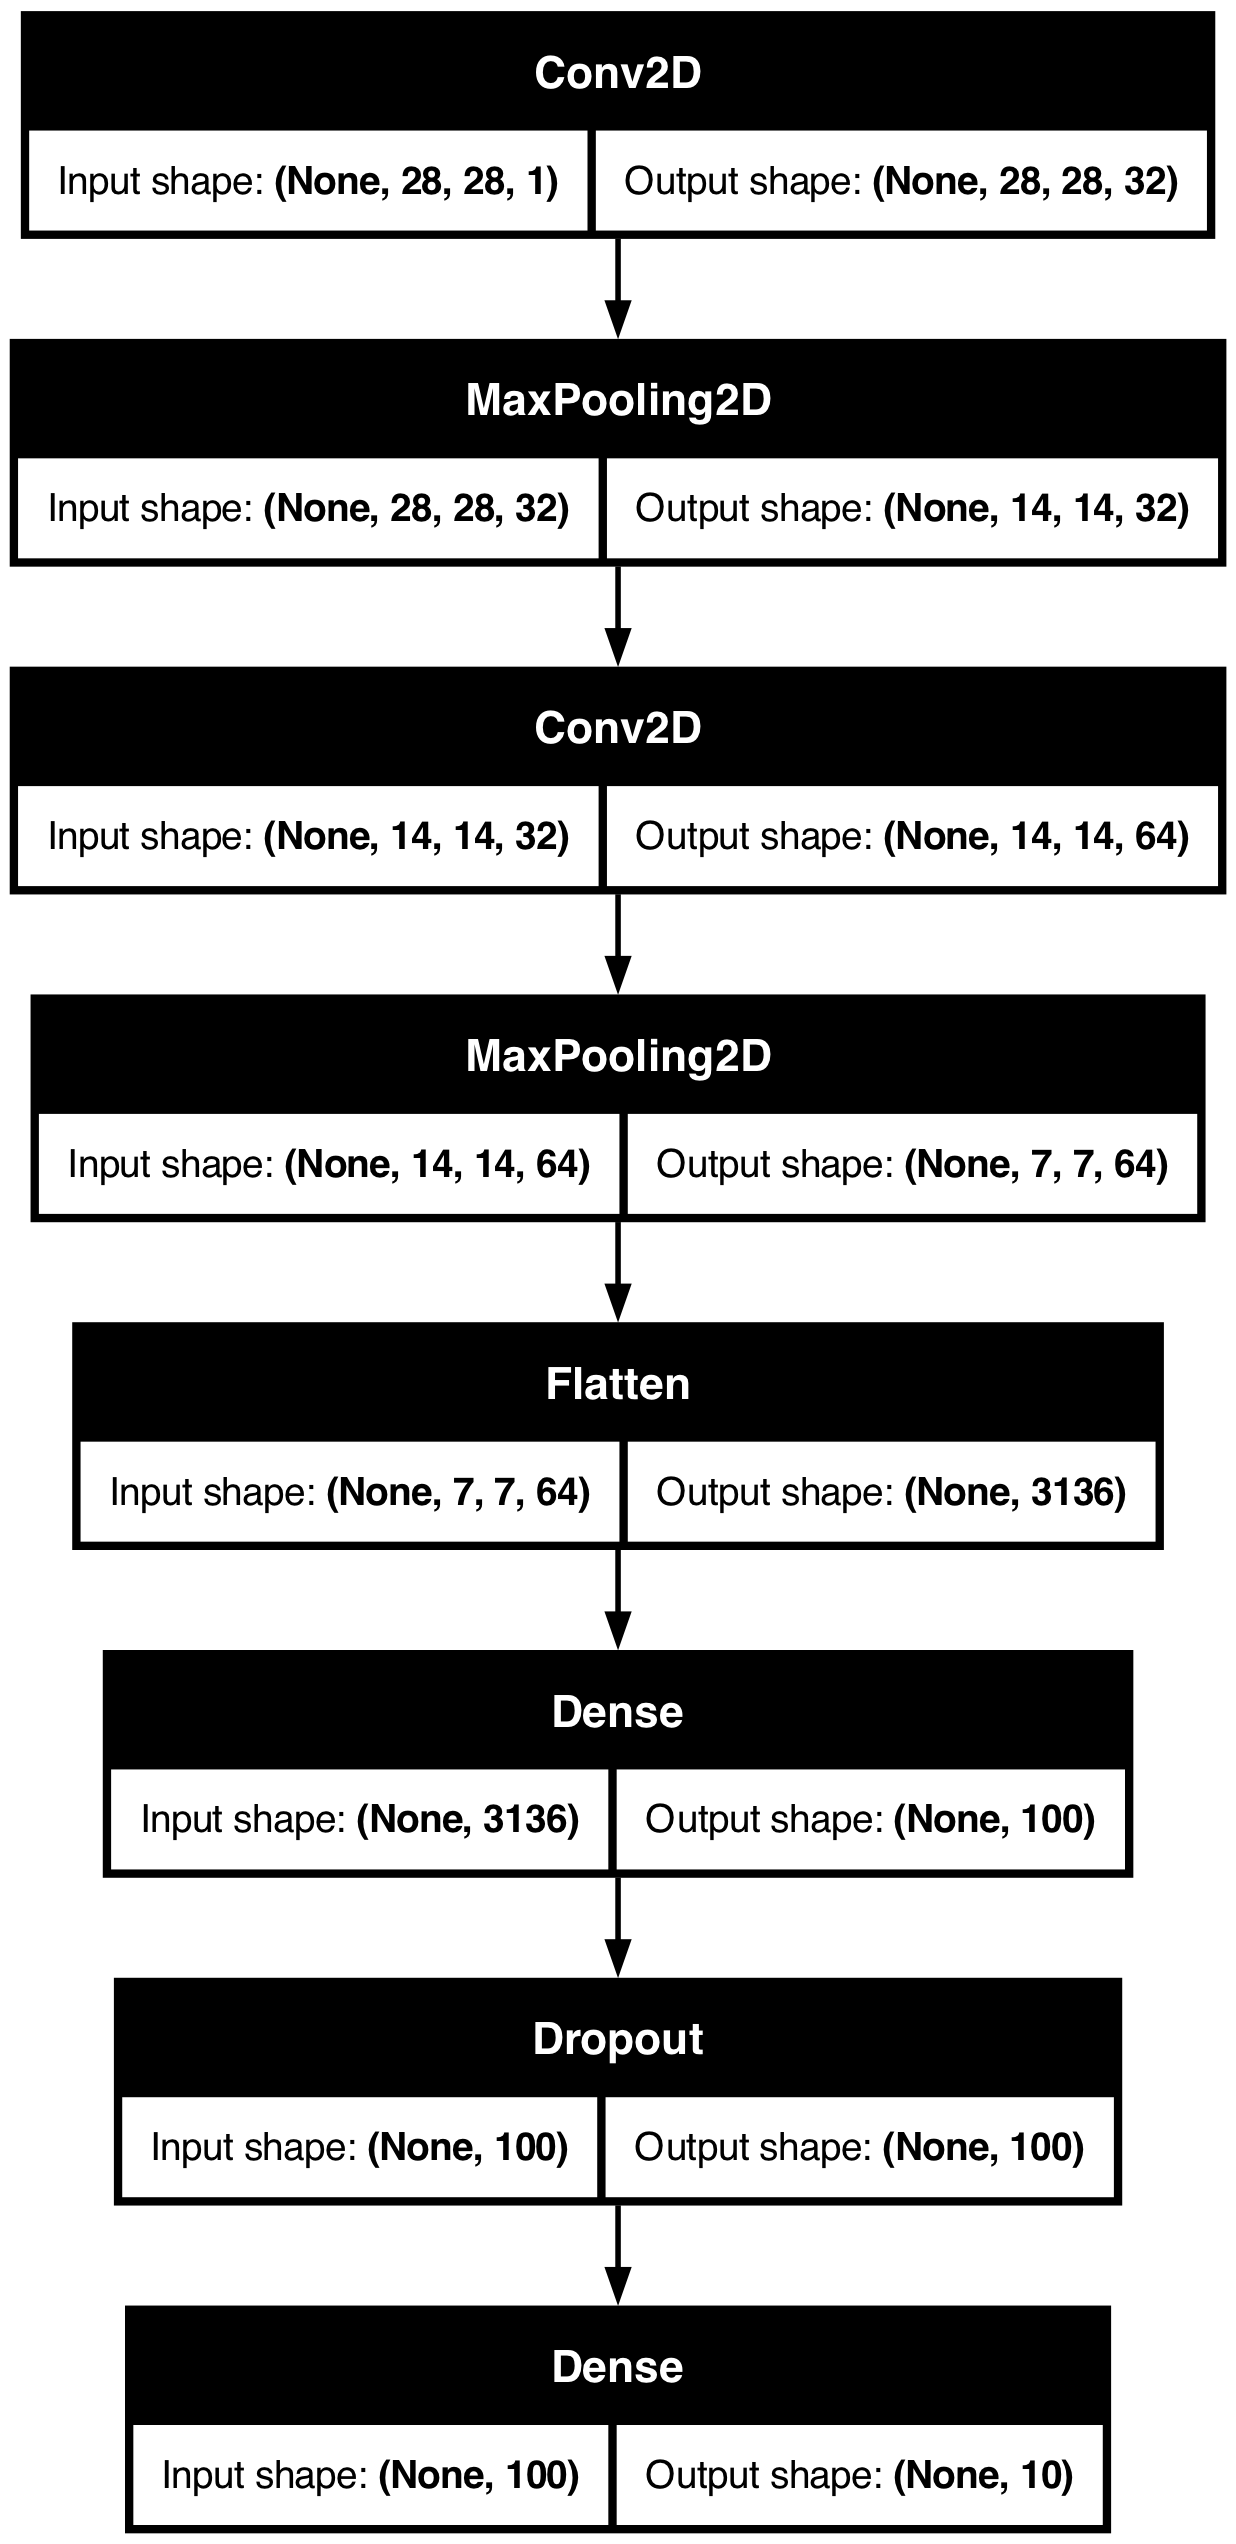 Conv2D
Input shape: (None, 28, 28, 1) Output shape: (None, 28, 28, 32)
MaxPooling2D
Input shape: (None, 28, 28, 32) Output shape: (None, 14, 14, 32)
Conv2D
Input shape: (None, 14, 14, 32) Output shape: (None, 14, 14, 64)
MaxPooling2D
Input shape: (None, 14, 14, 64) Output shape: (None, 7, 7, 64)
Flatten
Input shape: (None, 7, 7, 64) Output shape: (None, 3136)
Dense
Input shape: (None, 3136) Output shape: (None, 100)
Dropout
Input shape: (None, 100) Output shape: (None, 100)
Dense
Input shape: (None, 100) Output shape: (None, 10)